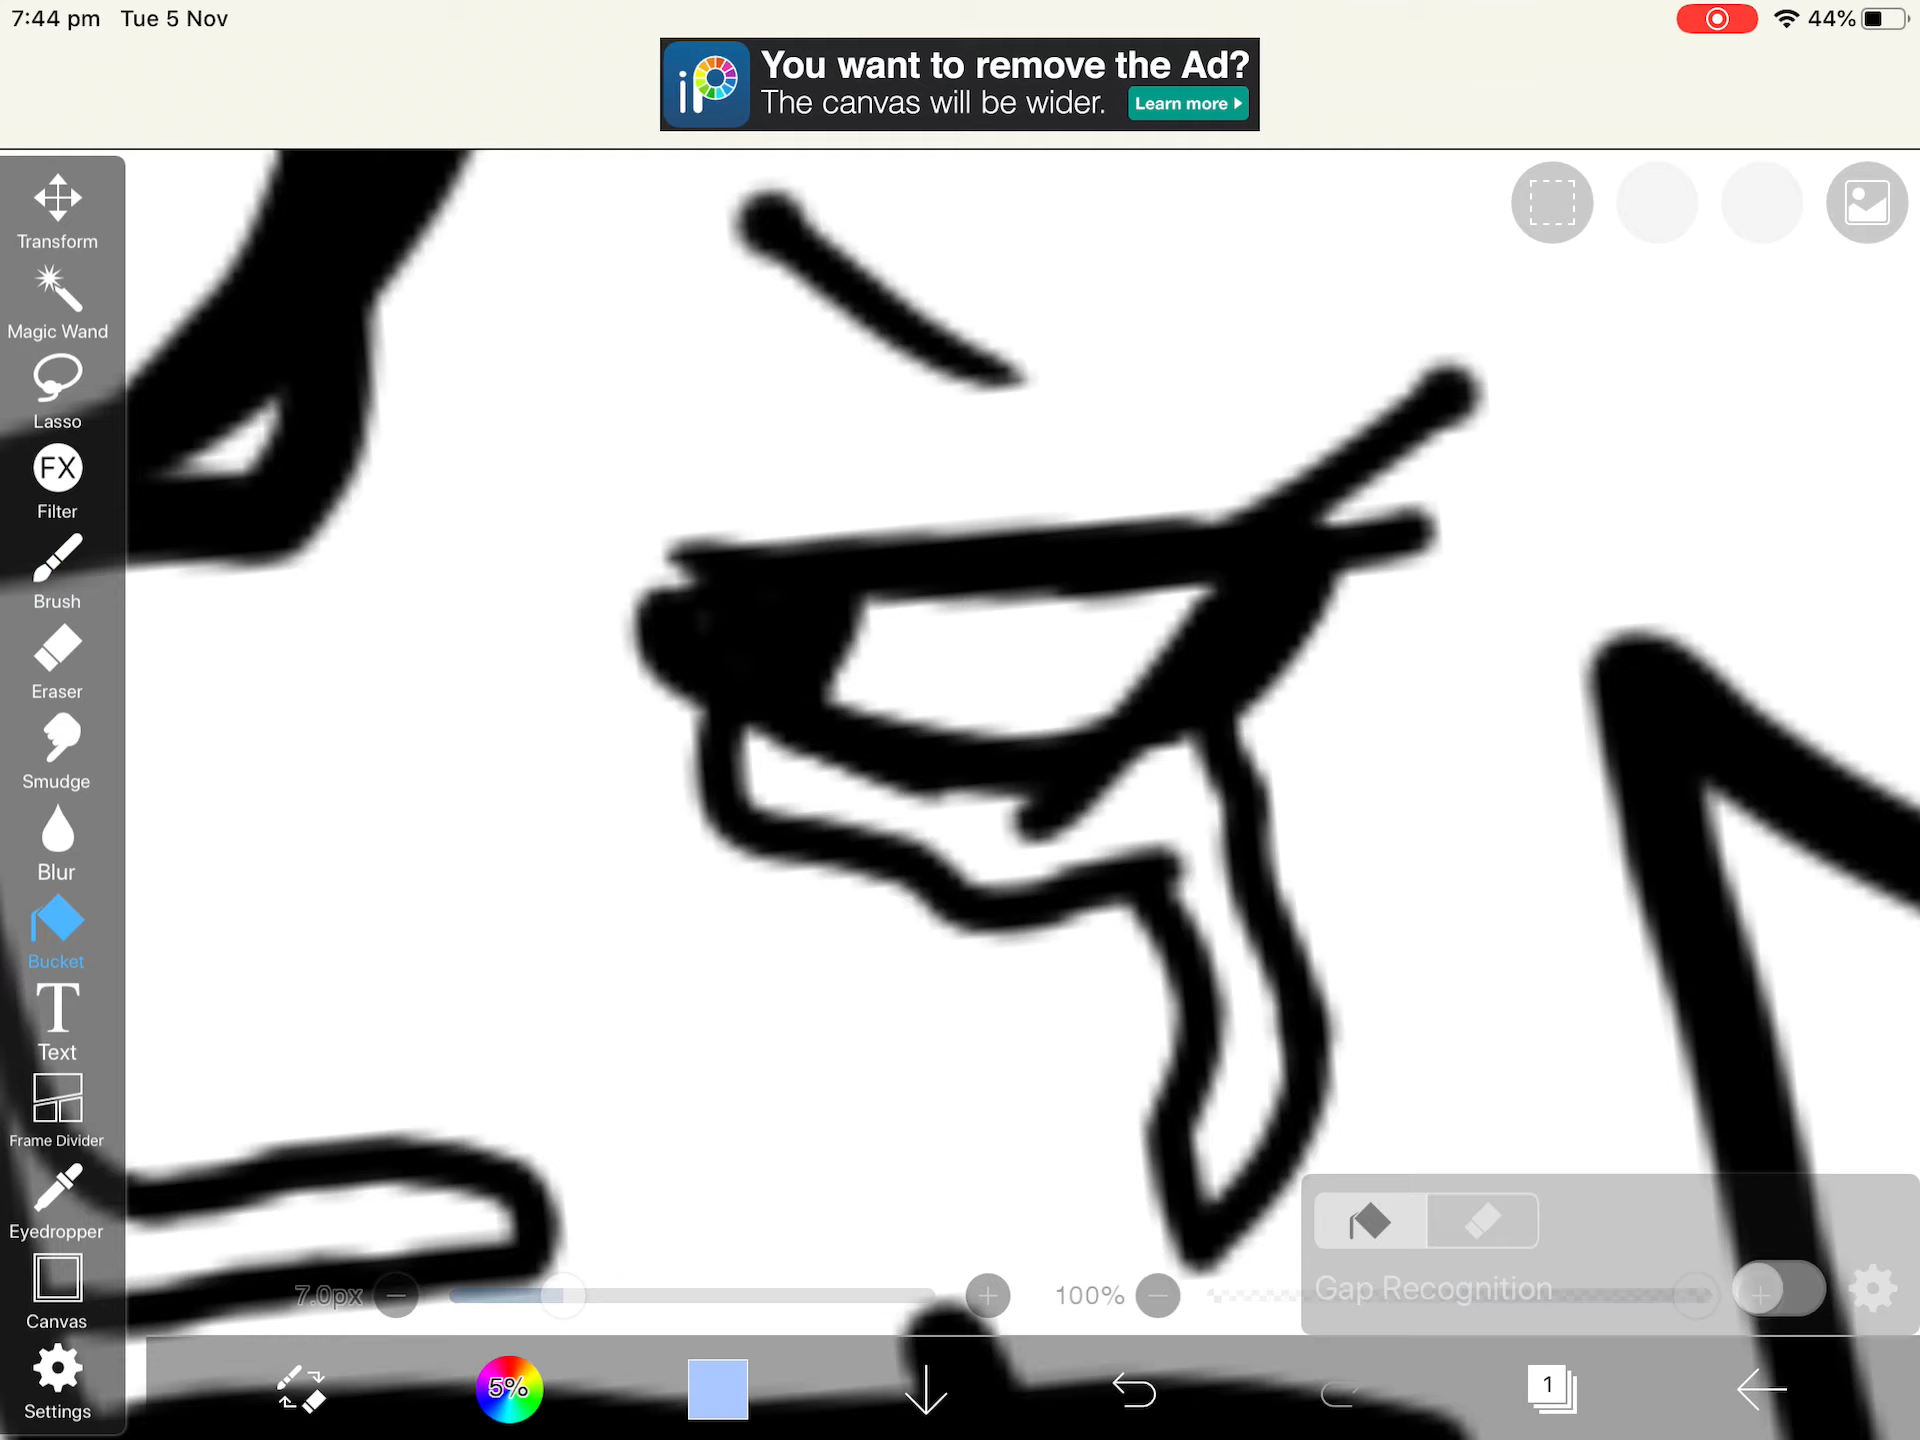 7:44 pm Tue 5 Nov
44%
iP
You want to remove the Ad?
The canvas will be wider.
Learn more
Transform
Magic Wand
Lasso
FX
Filter
Brush
Eraser
Smudge
Blur
Bucket
T
Text
Frame Divider
Eyedropper
Canvas
Settings
Gap Recognition
7.0px
100%
5%
1